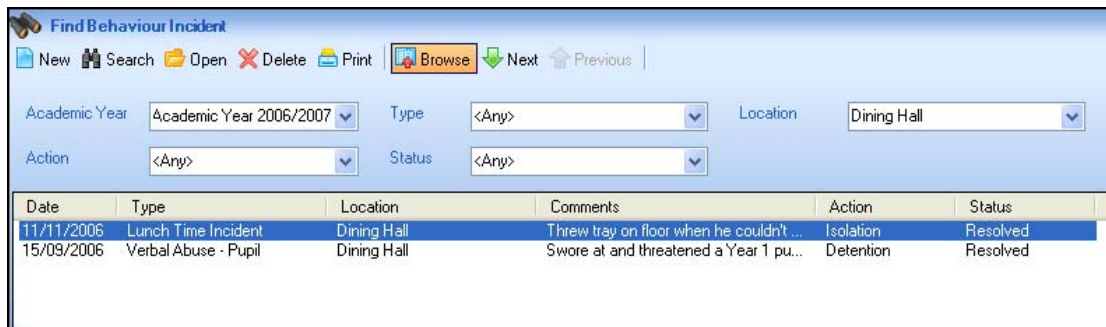 Find Behaviour Incident
New Search Open Delete Print Browse Next Previous
Academic Year Academic Year 2006/2007 Type <Any> Location Dining Hall
Action <Any> Status <Any>
Date Type Location Comments Action Status
11/11/2006 Lunch Time Incident Dining Hall Threw tray on floor when he couldn't ... Isolation Resolved
15/09/2006 Verbal Abuse - Pupil Dining Hall Swore at and threatened a Year 1 pu... Detention Resolved